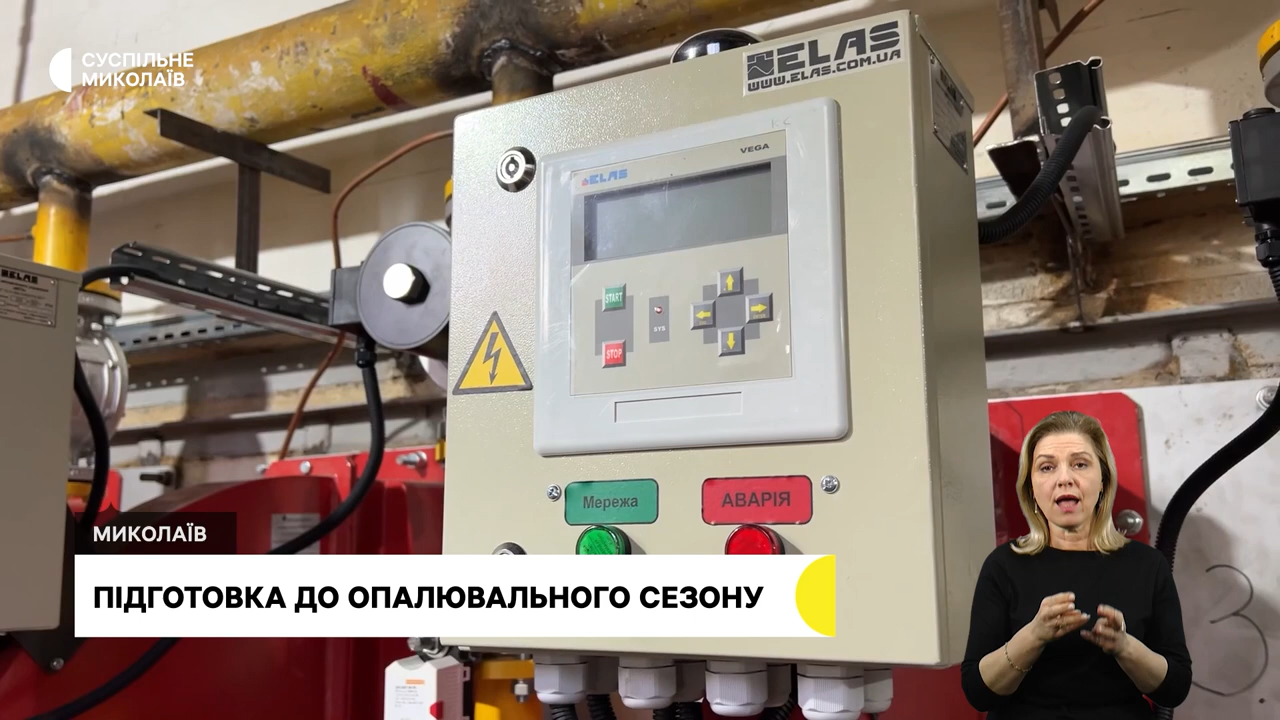 СУСПІЛЬНЕ
МИКОЛАЇВ
ELAS
WWW.ELAS.COM.UA
VEGA
ELAS
START
SYS
STOP
ELAS
Мережа
АВАРІЯ
МИКОЛАЇВ
ПІДГОТОВКА ДО ОПАЛЮВАЛЬНОГО СЕЗОНУ
3